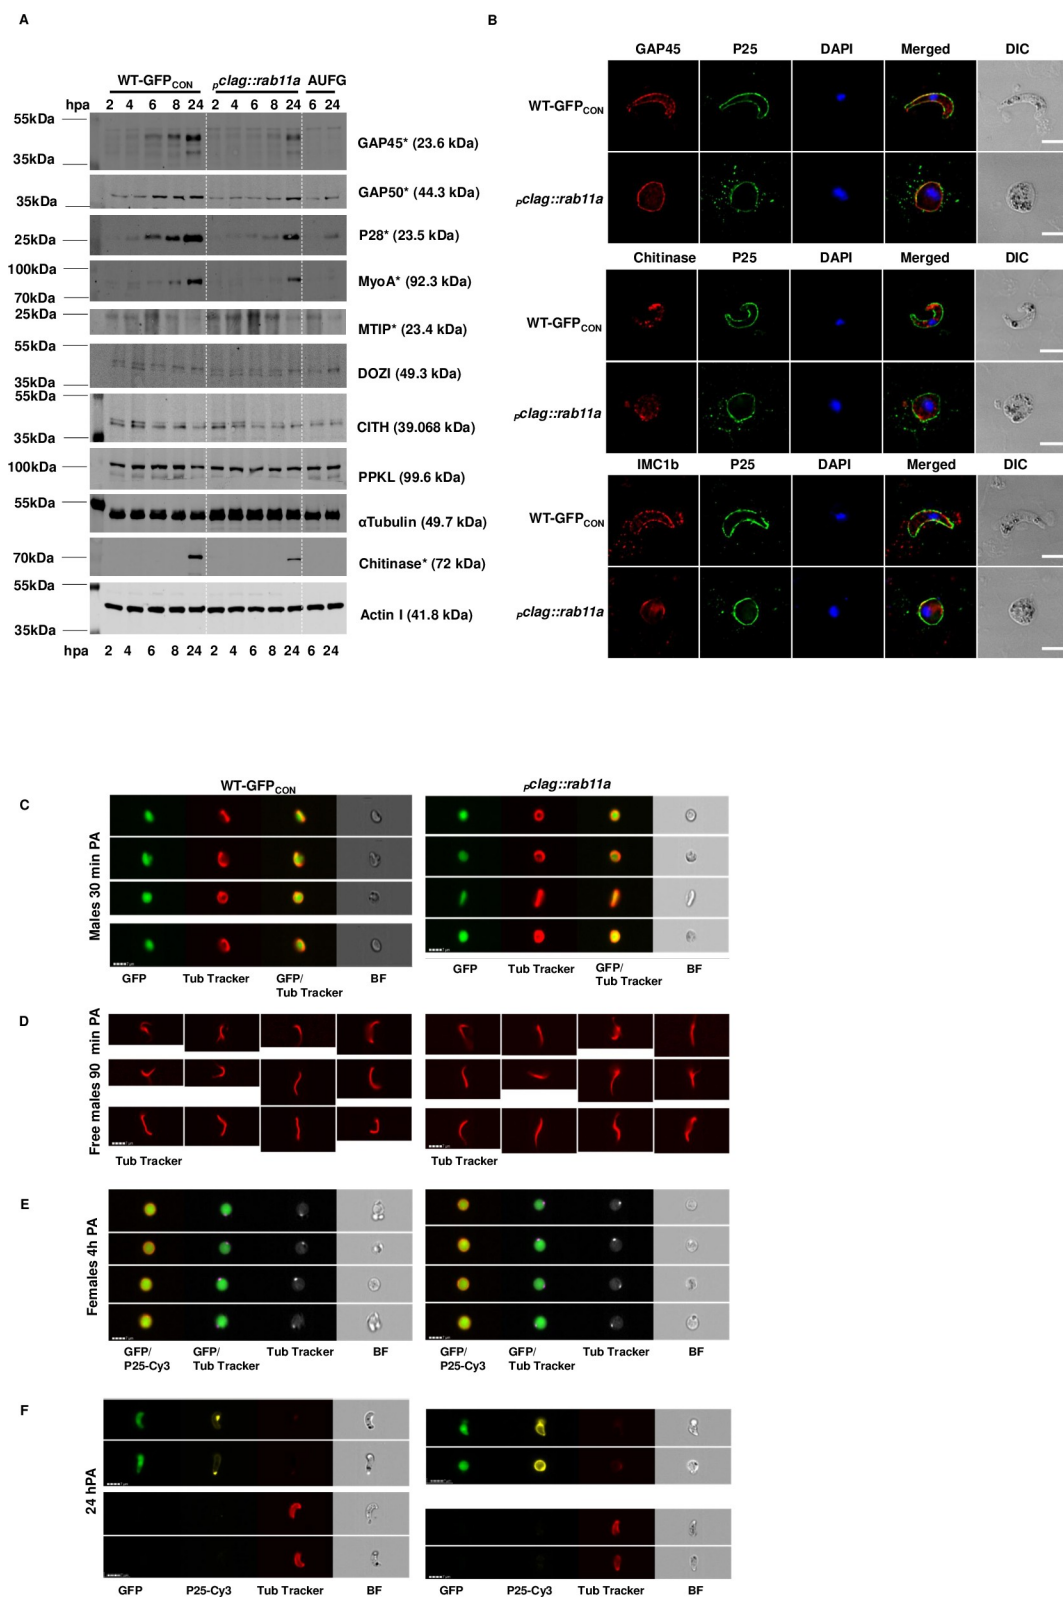 A
WT-GFPCON pclag::rab11a AUFG
hpa 2 4 6 8 24 2 4 6 8 24 6 24
55kDa
GAP45* (23.6 kDa)
35kDa
GAP50* (44.3 kDa)
35kDa
P28* (23.5 kDa)
25kDa
100kDa
MyoA* (92.3 kDa)
70kDa
25kDa
MTIP* (23.4 kDa)
55kDa
DOZI (49.3 kDa)
35kDa
55kDa
CITH (39.068 kDa)
35kDa
100kDa
PPKL (99.6 kDa)
55kDa
αTubulin (49.7 kDa)
70kDa
Chitinase* (72 kDa)
55kDa
Actin I (41.8 kDa)
35kDa
hpa 2 4 6 8 24 2 4 6 8 24 6 24
B
GAP45 P25 DAPI Merged DIC
WT-GFPCON
pclag::rab11a
Chitinase P25 DAPI Merged DIC
WT-GFPCON
pclag::rab11a
IMC1b P25 DAPI Merged DIC
WT-GFPCON
pclag::rab11a
WT-GFPCON pclag::rab11a
C
Males 30 min PA
GFP Tub Tracker GFP/ Tub Tracker BF
GFP Tub Tracker GFP/ Tub Tracker BF
D
Free males 90 min PA
Tub Tracker Tub Tracker
E
Females 4h PA
GFP/ P25-Cy3 GFP/ Tub Tracker Tub Tracker BF
GFP/ P25-Cy3 GFP/ Tub Tracker Tub Tracker BF
F
24 hPA
GFP P25-Cy3 Tub Tracker BF
GFP P25-Cy3 Tub Tracker BF